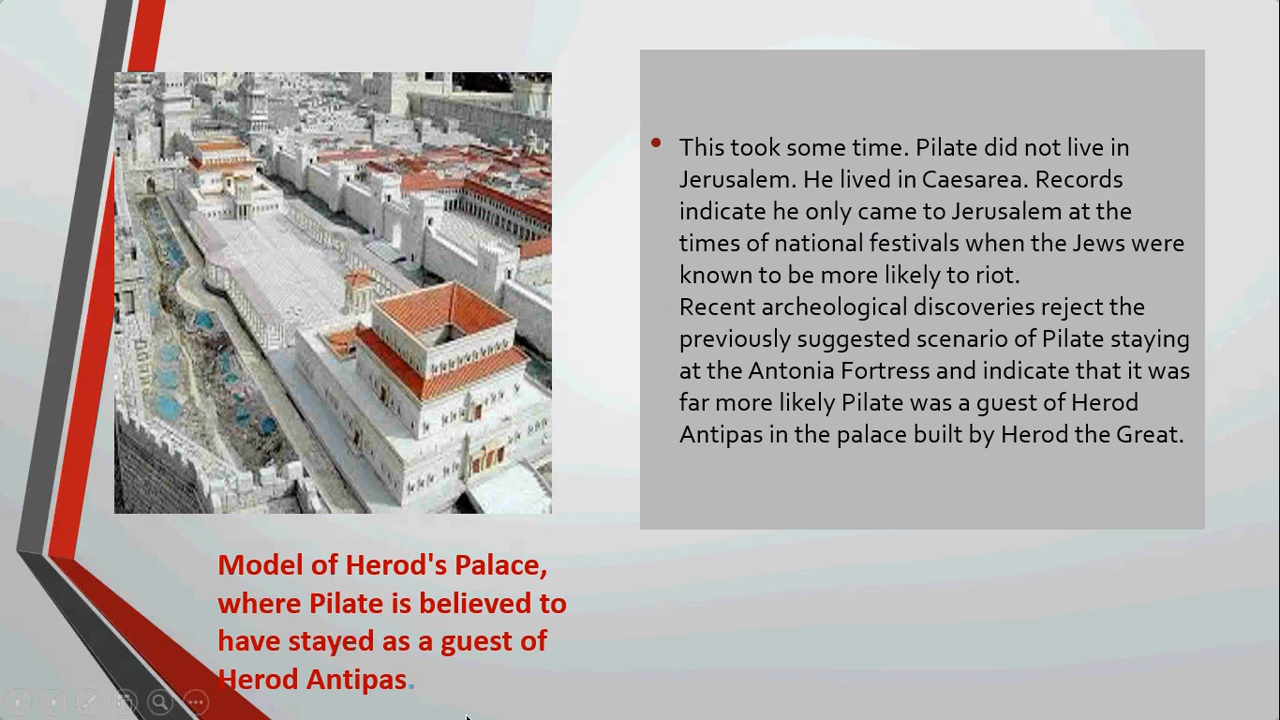 This took some time. Pilate did not live in
Jerusalem. He lived in Caesarea. Records
indicate he only came to Jerusalem at the
times of national festivals when the Jews were
known to be more likely to riot.
Recent archeological discoveries reject the
previously suggested scenario of Pilate staying
at the Antonia Fortress and indicate that it was
far more likely Pilate was a guest of Herod
Antipas in the palace built by Herod the Great.
Model of Herod's Palace,
where Pilate is believed to
have stayed as a guest of
Herod Antipas.